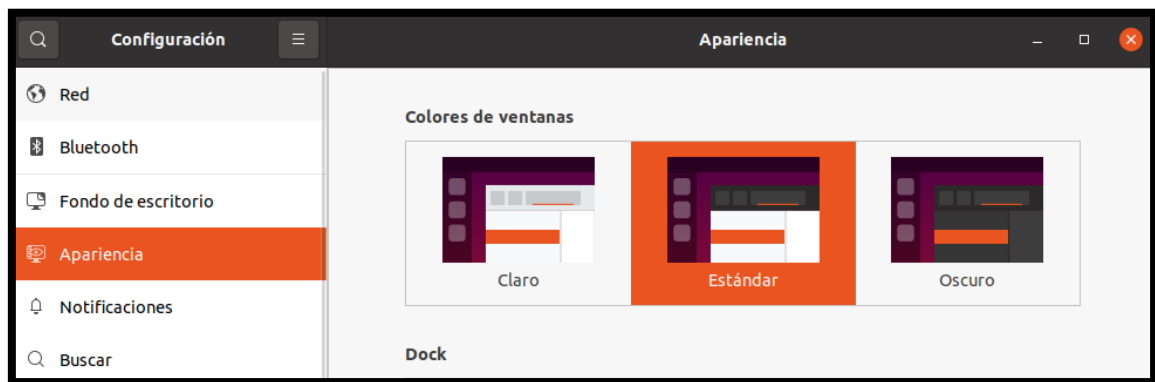 Configuración
Apariencia
Red
Bluetooth
Fondo de escritorio
Apariencia
Notificaciones
Buscar
Colores de ventanas
Claro
Estándar
Oscuro
Dock